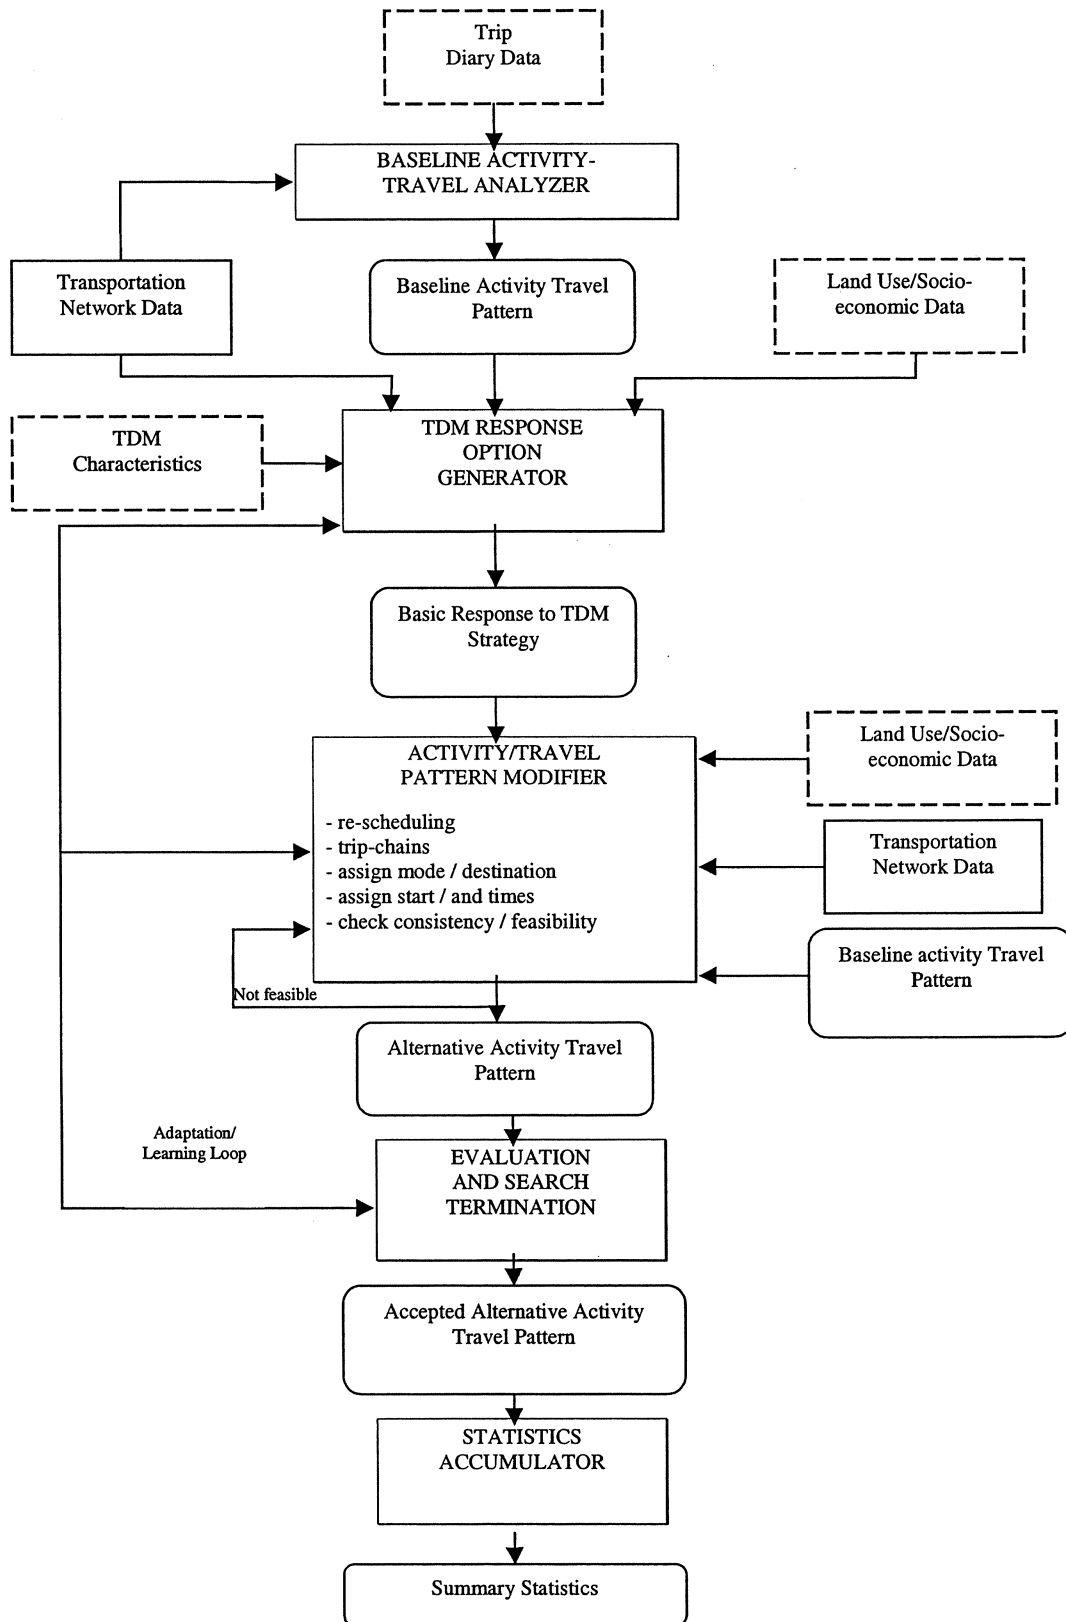 Trip
Diary Data
BASELINE ACTIVITY-
TRAVEL ANALYZER
Transportation
Network Data
Baseline Activity Travel
Pattern
Land Use/Socio-
economic Data
TDM
Characteristics
TDM RESPONSE
OPTION
GENERATOR
Basic Response to TDM
Strategy
ACTIVITY/TRAVEL
PATTERN MODIFIER
- re-scheduling
- trip-chains
- assign mode / destination
- assign start / and times
- check consistency / feasibility
Land Use/Socio-
economic Data
Transportation
Network Data
Baseline activity Travel
Pattern
Not feasible
Alternative Activity Travel
Pattern
Adaptation/
Learning Loop
EVALUATION
AND SEARCH
TERMINATION
Accepted Alternative Activity
Travel Pattern
STATISTICS
ACCUMULATOR
Summary Statistics